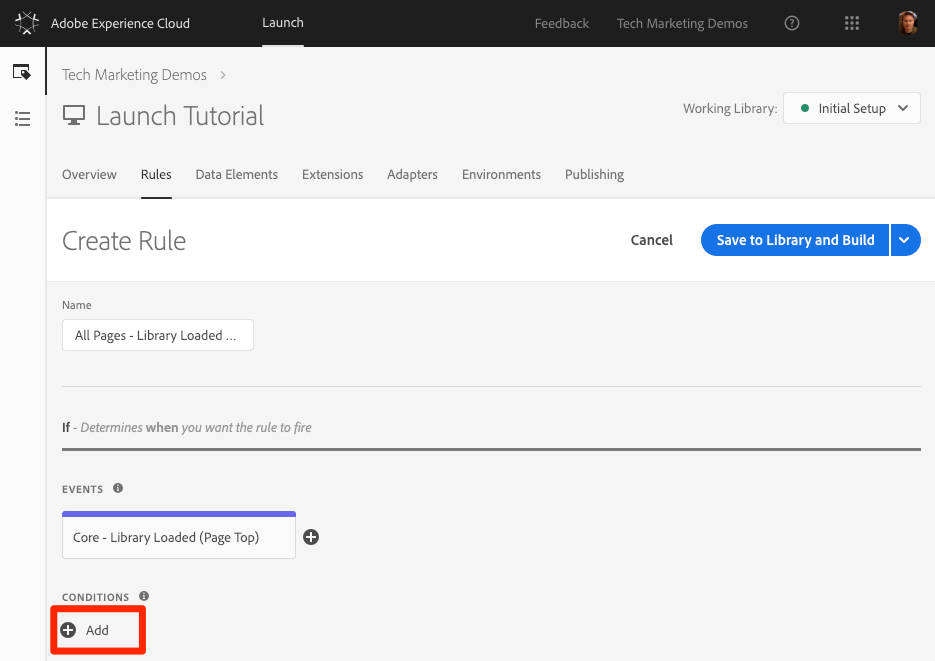 Adobe Experience Cloud Launch Feedback Tech Marketing Demos
Tech Marketing Demos
Launch Tutorial
Working Library: Initial Setup
Overview Rules Data Elements Extensions Adapters Environments Publishing
Create Rule
Cancel Save to Library and Build
Name
All Pages - Library Loaded ...
If - Determines when you want the rule to fire
EVENTS
Core - Library Loaded (Page Top)
CONDITIONS
Add